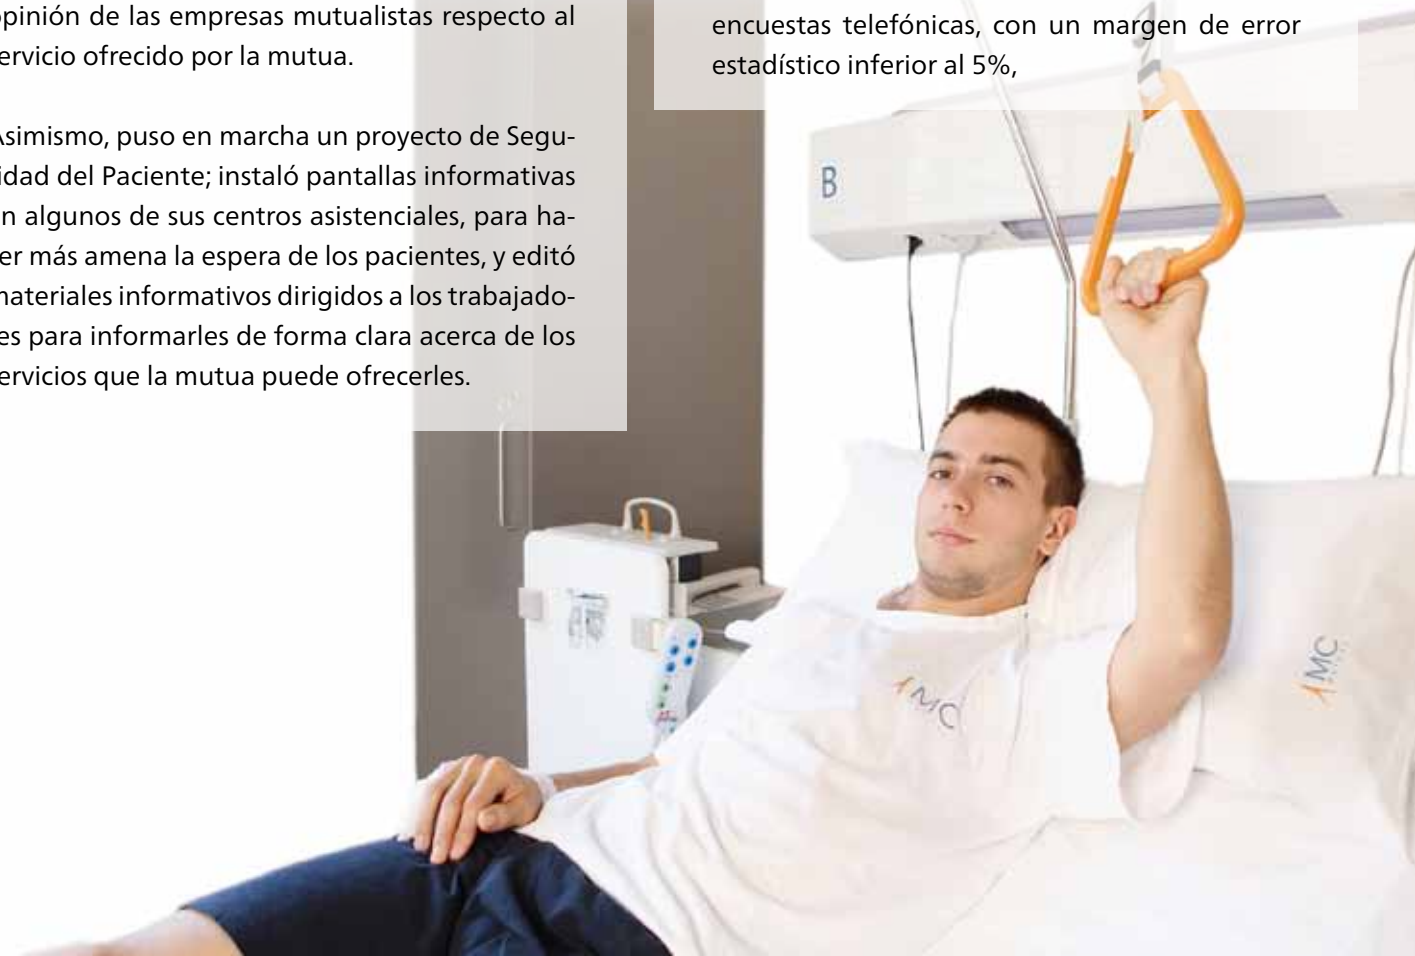 opinión de las empresas mutualistas respecto al
servicio ofrecido por la mutua.
Asimismo, puso en marcha un proyecto de Segu-
idad del Paciente; instaló pantallas informativas
n algunos de sus centros asistenciales, para ha-
er más amena la espera de los pacientes, y editó
materiales informativos dirigidos a los trabajado-
es para informarles de forma clara acerca de los
servicios que la mutua puede ofrecerles.
encuestas telefónicas, con un margen de error
estadístico inferior al 5%,
B
MC
MC